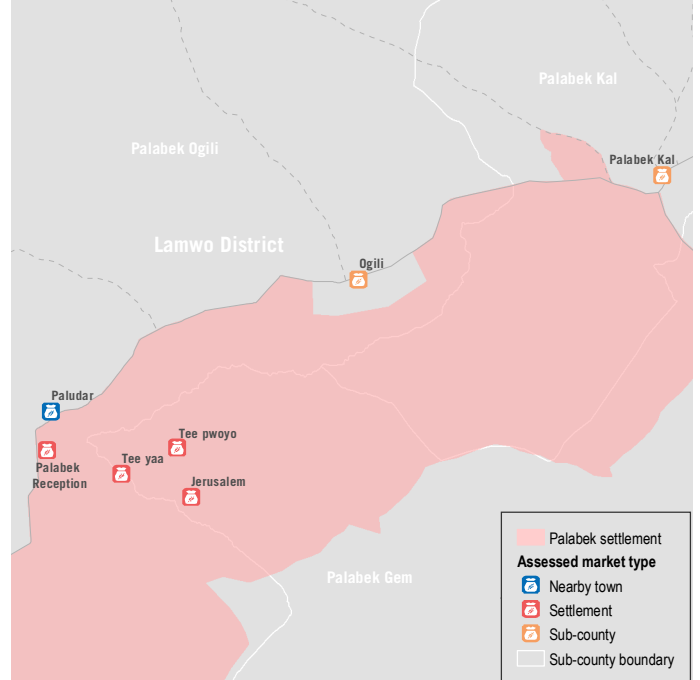 Palabek Kal
Palabek Ogili
Palabek Kal
Lamwo District
Ogili
Paludar
Tee pwoyo
Palabek
Reception
Tee yaa
Jerusalem
Palabek Gem
Palabek settlement
Assessed market type
Nearby town
Settlement
Sub-county
Sub-county boundary